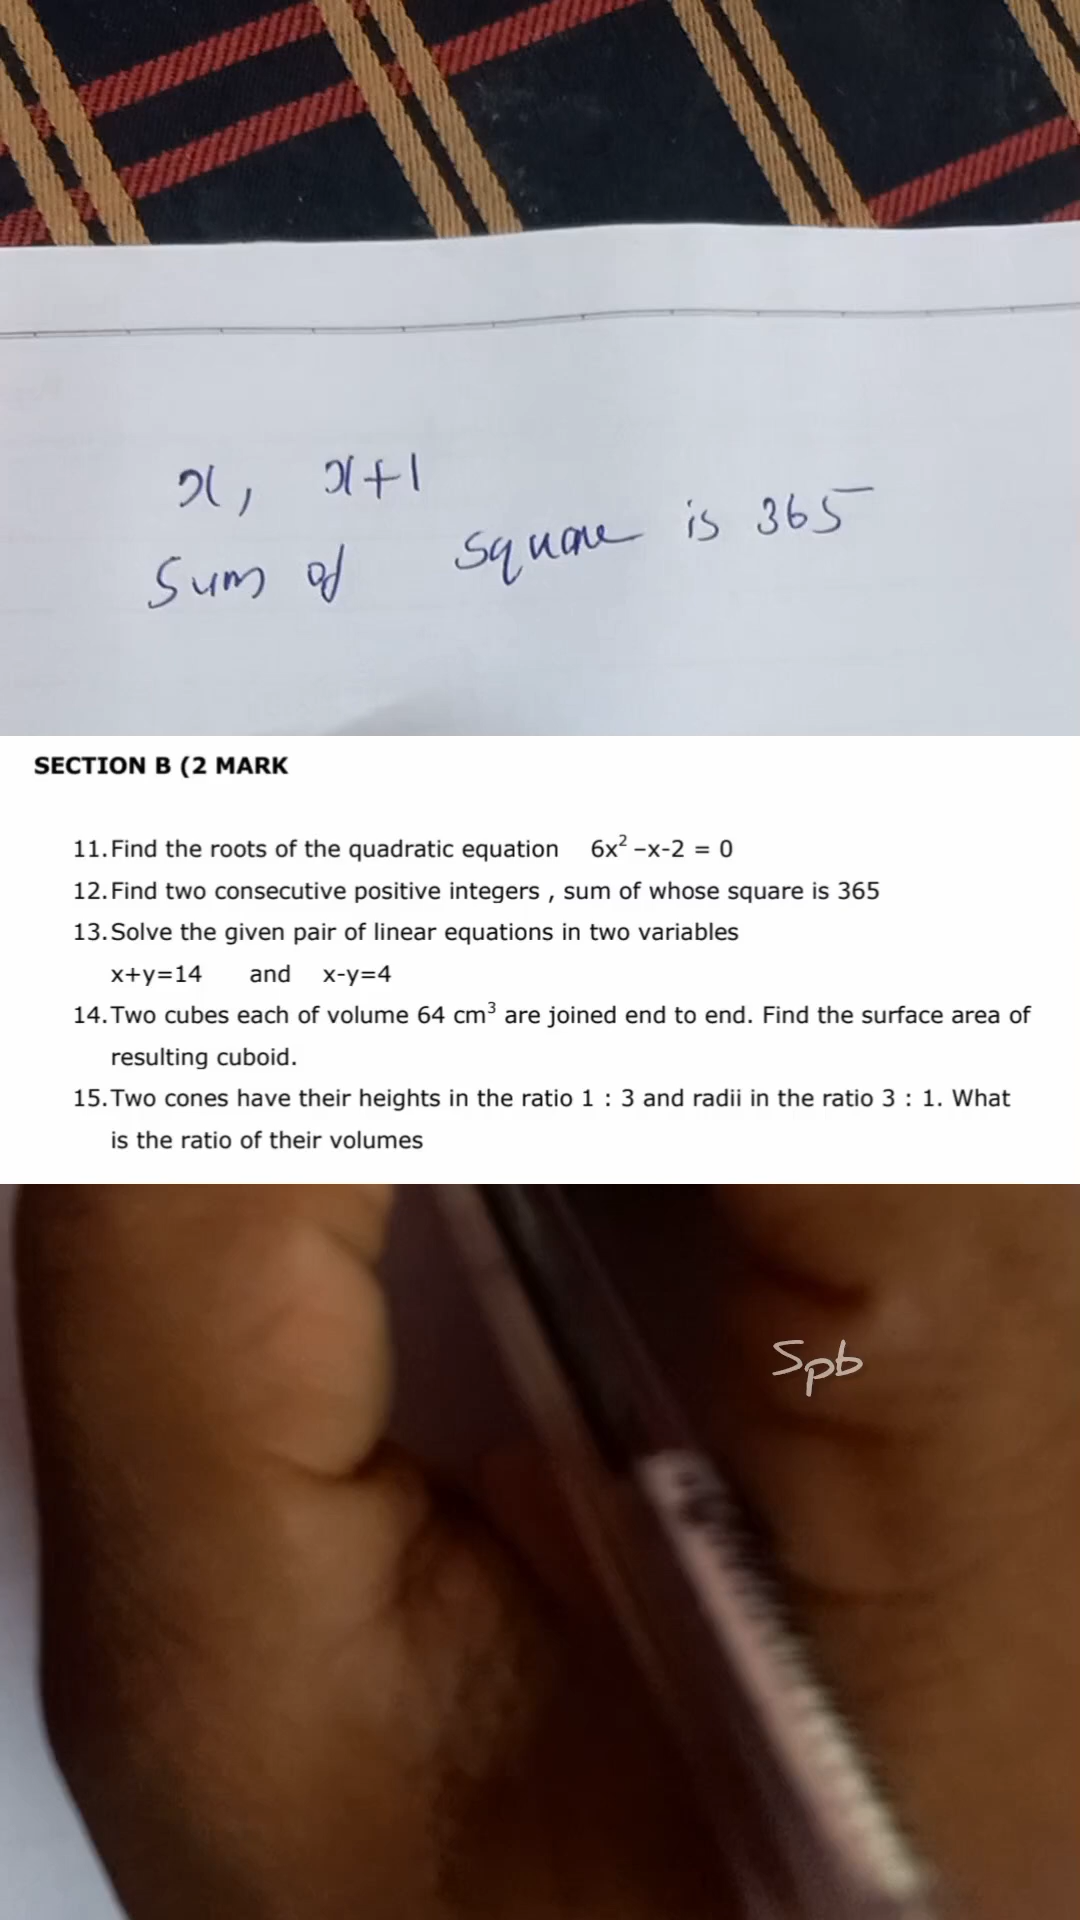 x, x+1
Sum of square is 365
SECTION B (2 MARK
11. Find the roots of the quadratic equation 6x² –x-2 = 0
12. Find two consecutive positive integers , sum of whose square is 365
13. Solve the given pair of linear equations in two variables
x+y=14 and x-y=4
14. Two cubes each of volume 64 cm³ are joined end to end. Find the surface area of
resulting cuboid.
15. Two cones have their heights in the ratio 1 : 3 and radii in the ratio 3 : 1. What
is the ratio of their volumes
Spb